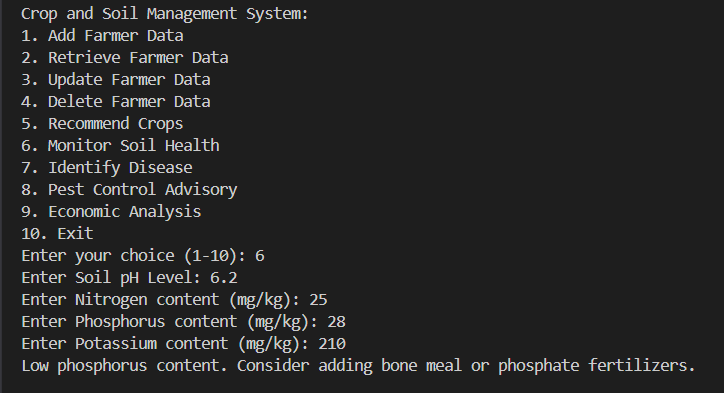 Crop and Soil Management System:
1. Add Farmer Data
2. Retrieve Farmer Data
3. Update Farmer Data
4. Delete Farmer Data
5. Recommend Crops
6. Monitor Soil Health
7. Identify Disease
8. Pest Control Advisory
9. Economic Analysis
10. Exit
Enter your choice (1-10): 6
Enter Soil pH Level: 6.2
Enter Nitrogen content (mg/kg): 25
Enter Phosphorus content (mg/kg): 28
Enter Potassium content (mg/kg): 210
Low phosphorus content. Consider adding bone meal or phosphate fertilizers.